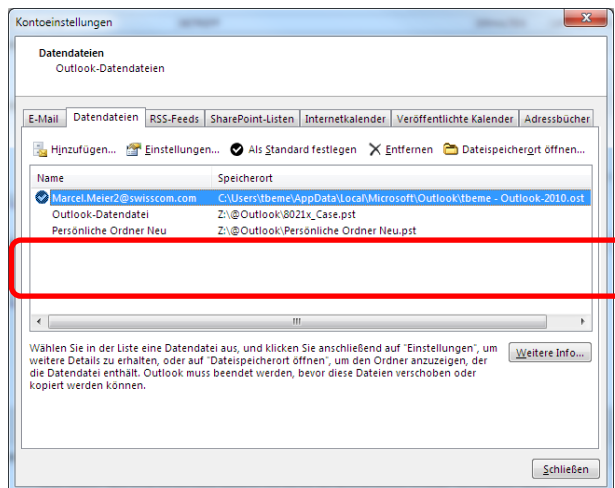 Kontoeinstellungen
Datendateien
Outlook-Datendateien
E-Mail Datendateien RSS-Feeds SharePoint-Listen Internetkalender Veröffentlichte Kalender Adressbücher
Hinzufügen... Einstellungen... Als Standard festlegen Entfernen Dateispeicherort öffnen...
Name Speicherort
Marcel.Meier2@swisscom.com C:\Users\tbeme\AppData\Local\Microsoft\Outlook\tbeme - Outlook-2010.ost
Outlook-Datendatei Z:\@Outlook\8021x_Case.pst
Persönliche Ordner Neu Z:\@Outlook\Persönliche Ordner Neu.pst
Wählen Sie in der Liste eine Datendatei aus, und klicken Sie anschließend auf "Einstellungen", um
weitere Details zu erhalten, oder auf "Dateispeicherort öffnen", um den Ordner anzuzeigen, der
die Datendatei enthält. Outlook muss beendet werden, bevor diese Dateien verschoben oder
kopiert werden können.
Weitere Info...
Schließen